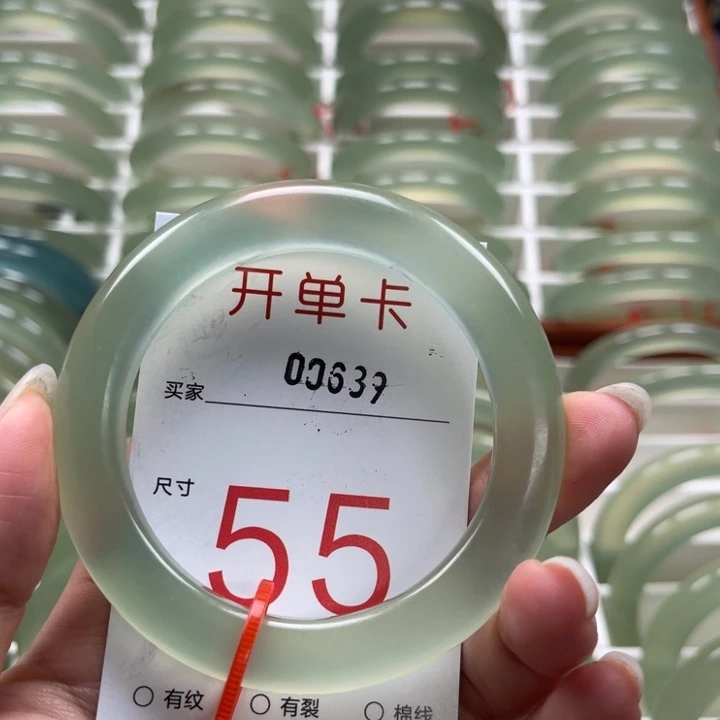 开单卡
00639
买家
尺寸 55
○ 有纹 ○ 有裂 ○ 棉线